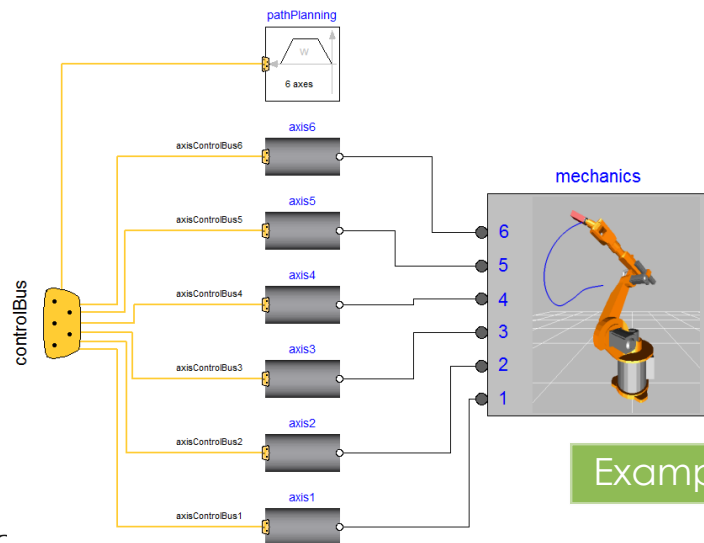 pathPlanning
w
6 axes
axis6
axisControlBus6
mechanics
axis5
axisControlBus5
6
5
axis4
axisControlBus4
4
controlBus
axis3
axisControlBus3
3
2
1
axis2
axisControlBus2
Examp
axis1
axisControlBus1